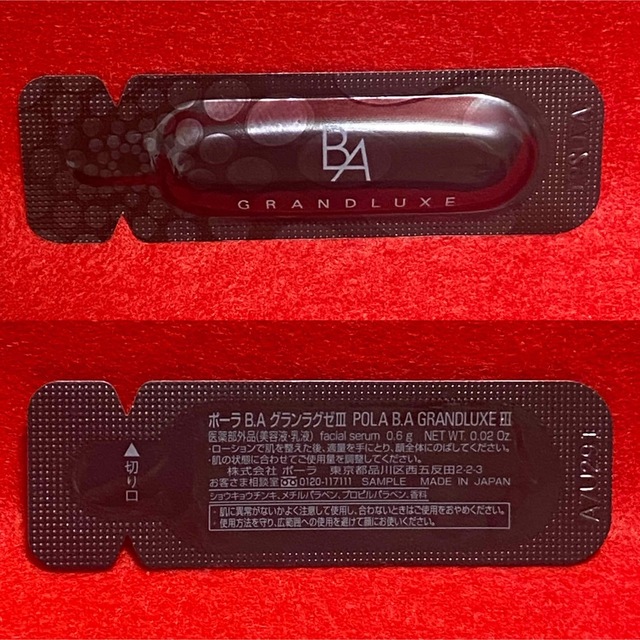 B.A
GRANDLUXE
ポーラ B.A グランラグゼIII POLA B.A GRANDLUXE III
医薬部外品(美容液・乳液) facial serum 0.6 g NET WT. 0.02 Oz.
・ローションで肌を整えた後、適量を手にとり、顔全体にのばしてください。
・肌の状態に合わせてご使用量を調整してください。
株式会社 ポーラ 東京都品川区西五反田2-2-3
お客さま相談室 0120-117111 SAMPLE MADE IN JAPAN
ショウキョウチンキ、メチルパラベン、プロピルパラベン、香料
・肌に異常がないかよく注意して使用し、合わないときはご使用をおやめください。
・使用方法を守り、広範囲への使用を避けて顔にお使いください。
▲切り口